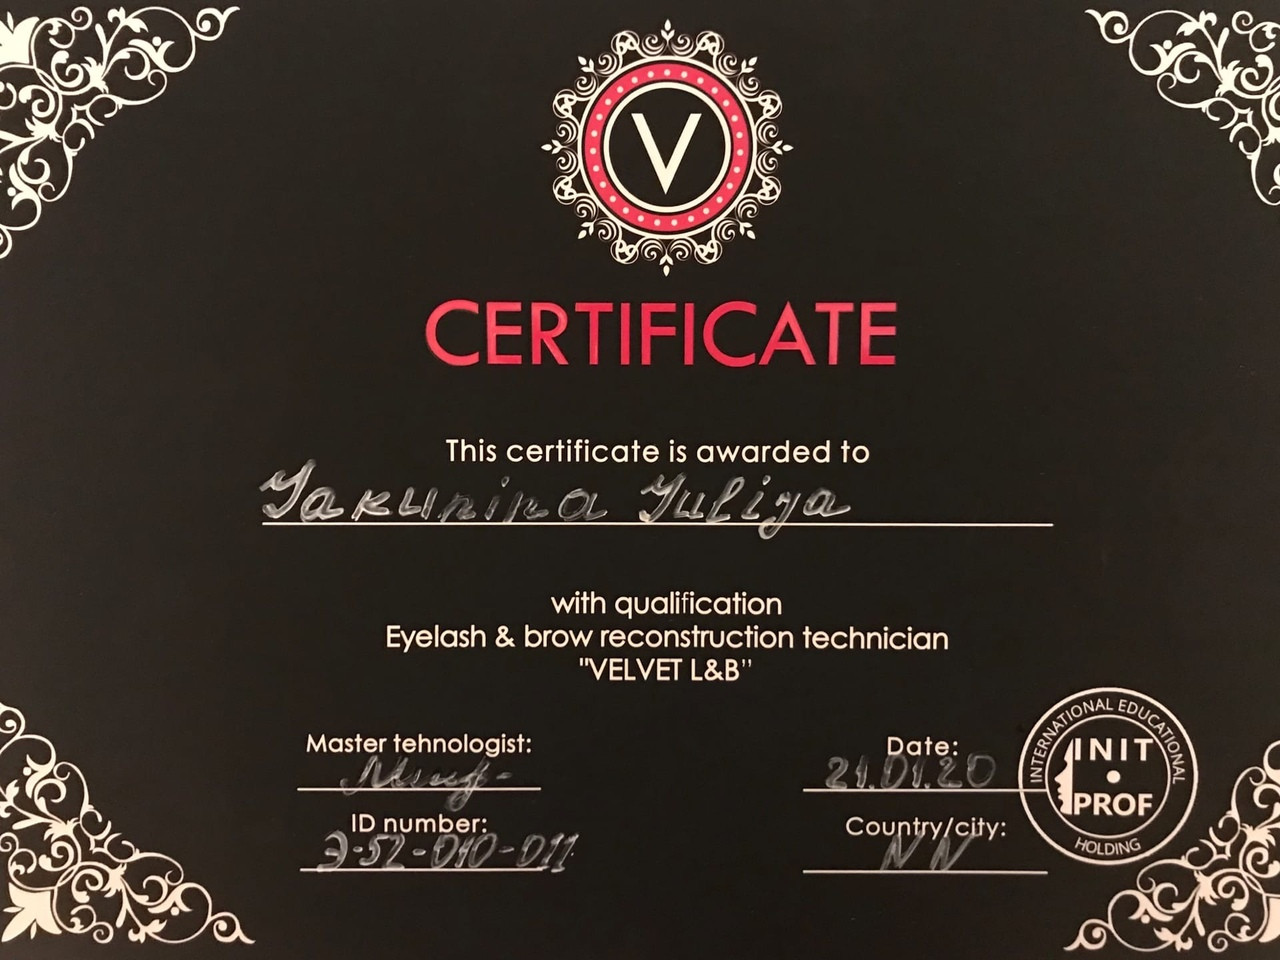 V
CERTIFICATE
This certificate is awarded to
Yakunina Yuliya
with qualification
Eyelash & brow reconstruction technician
"VELVET L&B"
Master tehnologist:
Date:
21.01.20
ID number:
Э-52-010-011
Country/city:
NN
INTERNATIONAL EDUCATIONAL
INIT
PROF
HOLDING